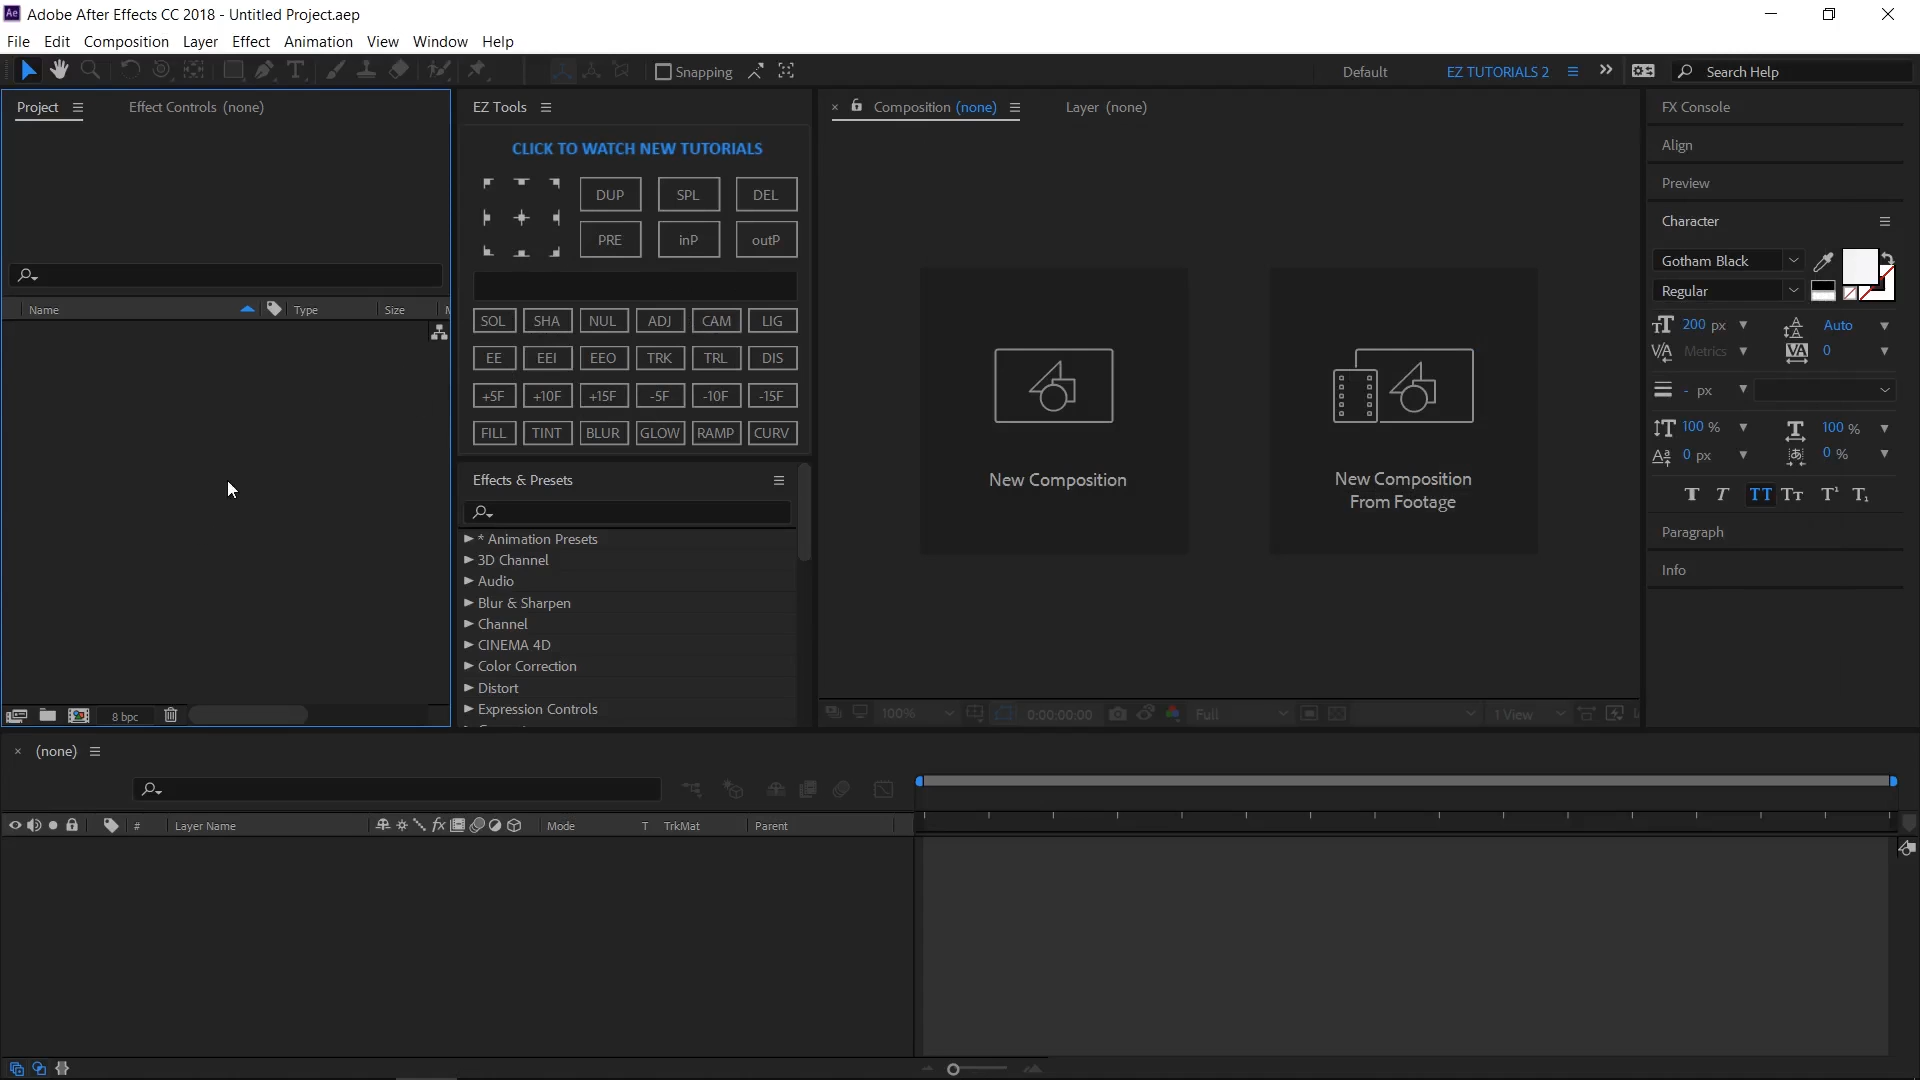 Ae Adobe After Effects CC 2018 - Untitled Project.aep
File Edit Composition Layer Effect Animation View Window Help
Snapping
Default EZ TUTORIALS 2 Search Help
Project
Effect Controls (none)
Name Type Size
8 bpc
EZ Tools
CLICK TO WATCH NEW TUTORIALS
DUP SPL DEL
PRE inP outP
SOL SHA NUL ADJ CAM LIG
EE EEI EEO TRK TRL DIS
+5F +10F +15F -5F -10F -15F
FILL TINT BLUR GLOW RAMP CURV
Effects & Presets
* Animation Presets
3D Channel
Audio
Blur & Sharpen
Channel
CINEMA 4D
Color Correction
Distort
Expression Controls
Composition (none)
Layer (none)
New Composition
New Composition
From Footage
100% 0:00:00:00 Full 1 View
FX Console
Align
Preview
Character
Gotham Black
Regular
200 px Auto
Metrics 0
- px
100 % 100 %
0 px 0 %
Paragraph
Info
(none)
# Layer Name fx Mode T TrkMat Parent